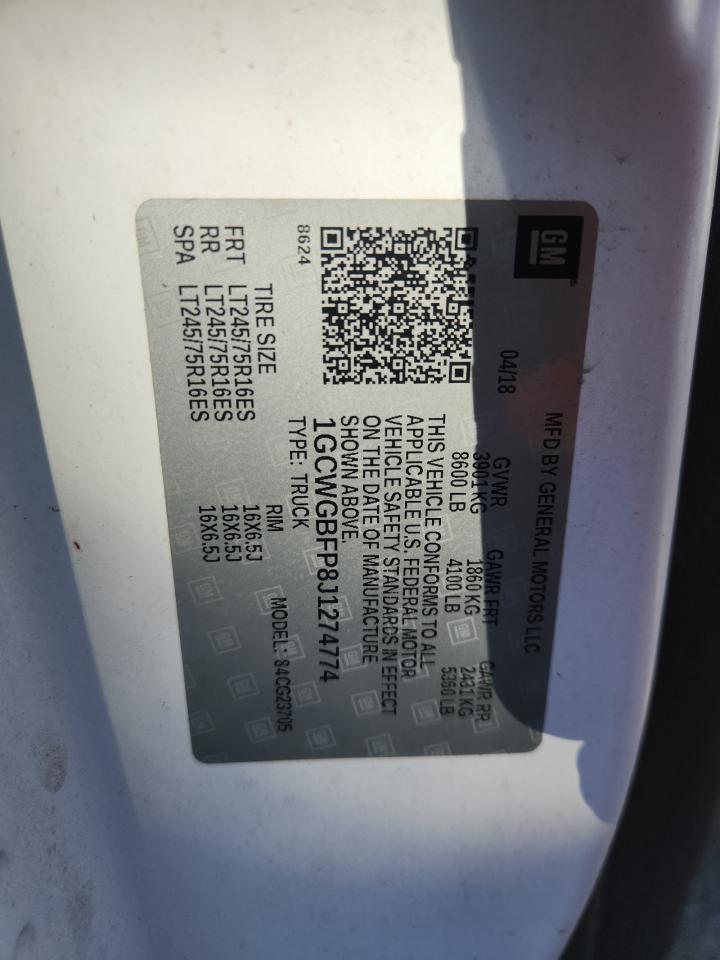 GM
MFD BY GENERAL MOTORS LLC
04/18
GVWR GAWR FRT GAWR RR
3901 KG 1860 KG 2431 KG
8600 LB 4100 LB 5360 LB
THIS VEHICLE CONFORMS TO ALL
APPLICABLE U.S. FEDERAL MOTOR
VEHICLE SAFETY STANDARDS IN EFFECT
ON THE DATE OF MANUFACTURE
SHOWN ABOVE.
1GCWGBFP8J1274774
TYPE: TRUCK
8624
MODEL: 84CG23705
TIRE SIZE RIM
FRT LT245/75R16ES 16X6.5J
RR LT245/75R16ES 16X6.5J
SPA LT245/75R16ES 16X6.5J